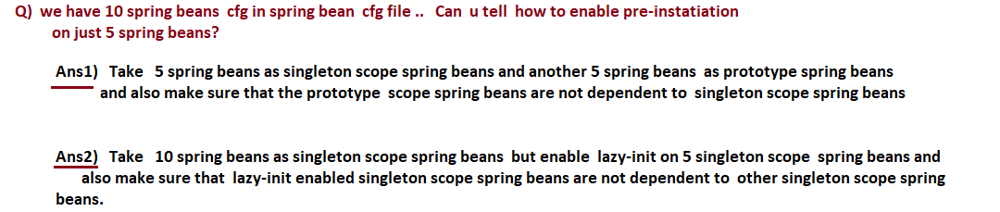 Q) we have 10 spring beans cfg in spring bean cfg file .. Can u tell how to enable pre-instatiation
on just 5 spring beans?
Ans1) Take 5 spring beans as singleton scope spring beans and another 5 spring beans as prototype spring beans
and also make sure that the prototype scope spring beans are not dependent to singleton scope spring beans
Ans2) Take 10 spring beans as singleton scope spring beans but enable lazy-init on 5 singleton scope spring beans and
also make sure that lazy-init enabled singleton scope spring beans are not dependent to other singleton scope spring
beans.